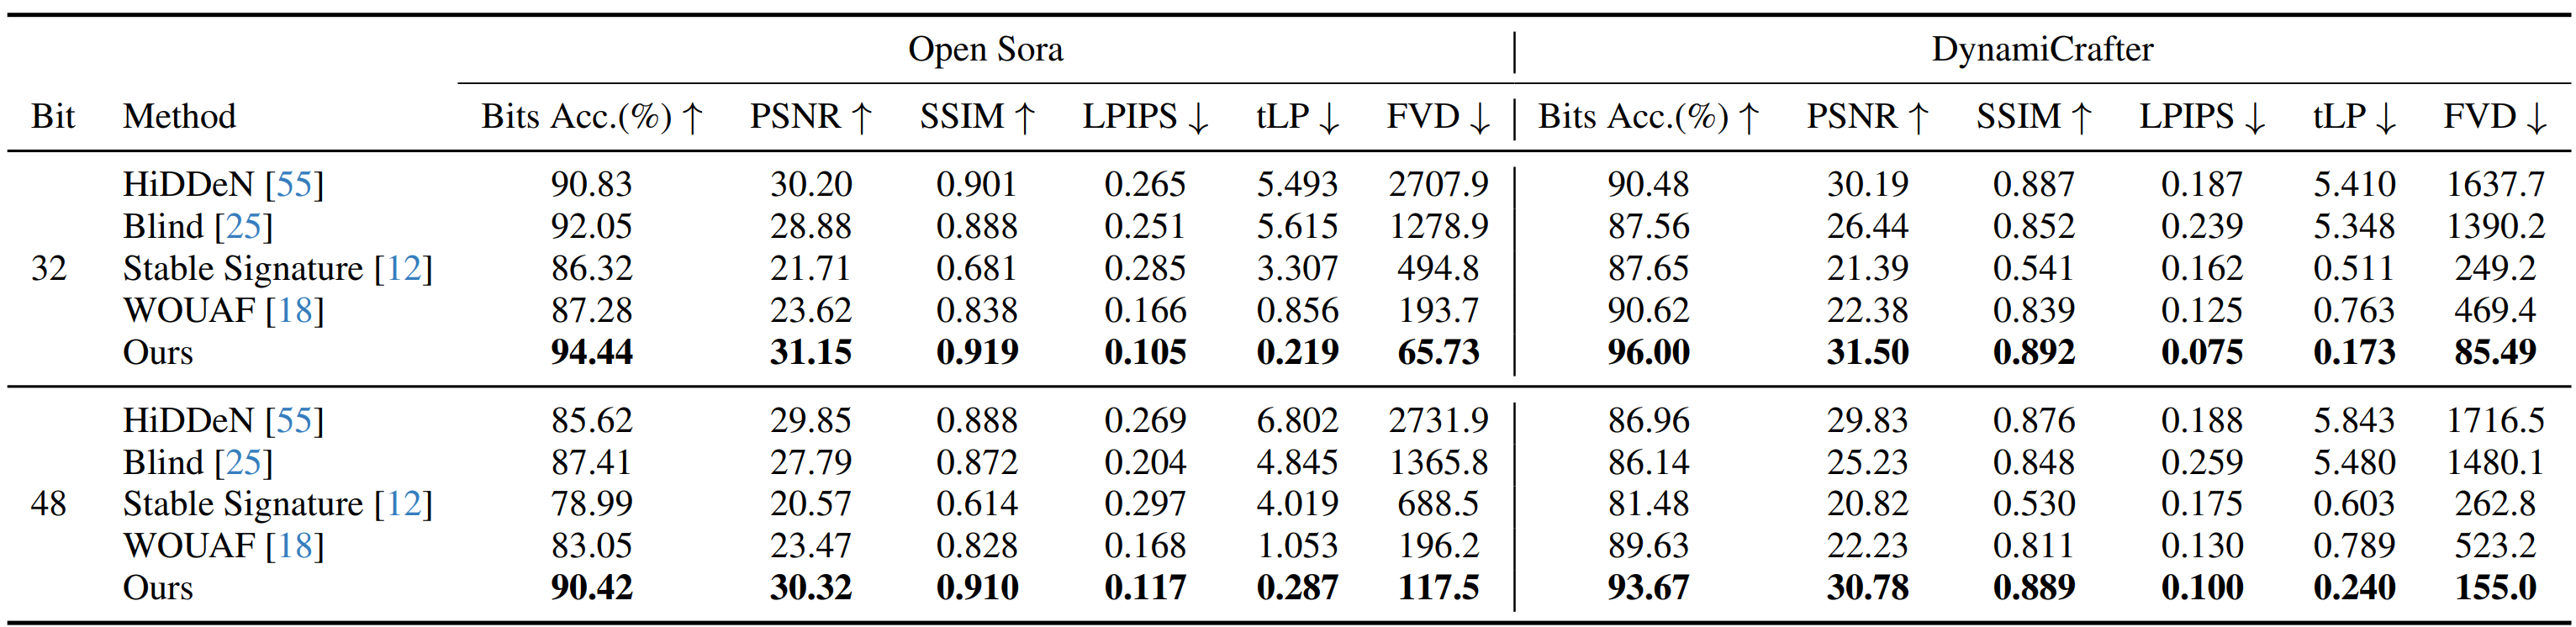 Open Sora DynamiCrafter
Bit Method Bits Acc.(%) ↑ PSNR ↑ SSIM ↑ LPIPS ↓ tLP ↓ FVD ↓ Bits Acc.(%) ↑ PSNR ↑ SSIM ↑ LPIPS ↓ tLP ↓ FVD ↓
HiDDeN [55] 90.83 30.20 0.901 0.265 5.493 2707.9 90.48 30.19 0.887 0.187 5.410 1637.7
Blind [25] 92.05 28.88 0.888 0.251 5.615 1278.9 87.56 26.44 0.852 0.239 5.348 1390.2
32 Stable Signature [12] 86.32 21.71 0.681 0.285 3.307 494.8 87.65 21.39 0.541 0.162 0.511 249.2
WOUAF [18] 87.28 23.62 0.838 0.166 0.856 193.7 90.62 22.38 0.839 0.125 0.763 469.4
Ours 94.44 31.15 0.919 0.105 0.219 65.73 96.00 31.50 0.892 0.075 0.173 85.49
HiDDeN [55] 85.62 29.85 0.888 0.269 6.802 2731.9 86.96 29.83 0.876 0.188 5.843 1716.5
Blind [25] 87.41 27.79 0.872 0.204 4.845 1365.8 86.14 25.23 0.848 0.259 5.480 1480.1
48 Stable Signature [12] 78.99 20.57 0.614 0.297 4.019 688.5 81.48 20.82 0.530 0.175 0.603 262.8
WOUAF [18] 83.05 23.47 0.828 0.168 1.053 196.2 89.63 22.23 0.811 0.130 0.789 523.2
Ours 90.42 30.32 0.910 0.117 0.287 117.5 93.67 30.78 0.889 0.100 0.240 155.0